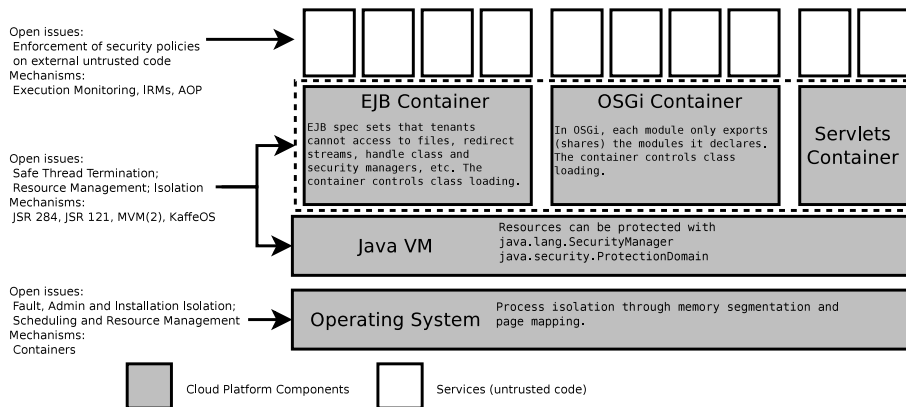 Open issues:
Enforcement of security policies
on external untrusted code
Mechanisms:
Execution Monitoring, IRMs, AOP
EJB Container
EJB spec sets that tenants
cannot access to files, redirect
streams, handle class and
security managers, etc. The
container controls class loading.
OSGi Container
In OSGi, each module only exports
(shares) the modules it declares.
The container controls class
loading.
Servlets
Container
Open issues:
Safe Thread Termination;
Resource Management; Isolation
Mechanisms:
JSR 284, JSR 121, MVM(2), KaffeOS
Java VM
Resources can be protected with
java.lang.SecurityManager
java.security.ProtectionDomain
Open issues:
Fault, Admin and Installation Isolation;
Scheduling and Resource Management
Mechanisms:
Containers
Operating System
Process isolation through memory segmentation and
page mapping.
Cloud Platform Components
Services (untrusted code)